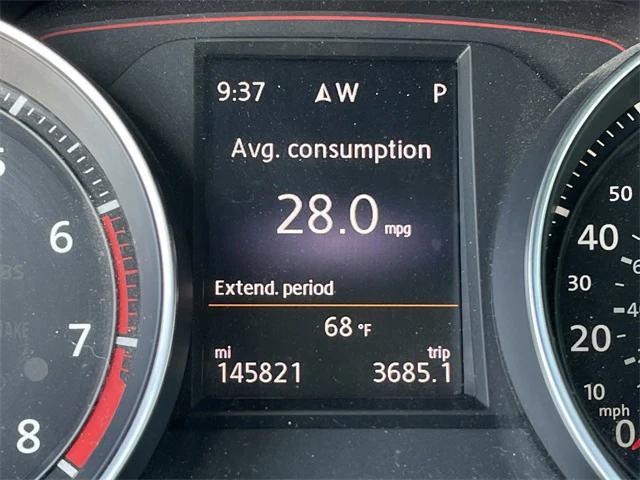 9:37 W P
Avg. consumption
28.0 mpg
Extend. period
68 °F
mi trip
145821 3685.1
6
7
8
50
40
30
20
10
mph
0